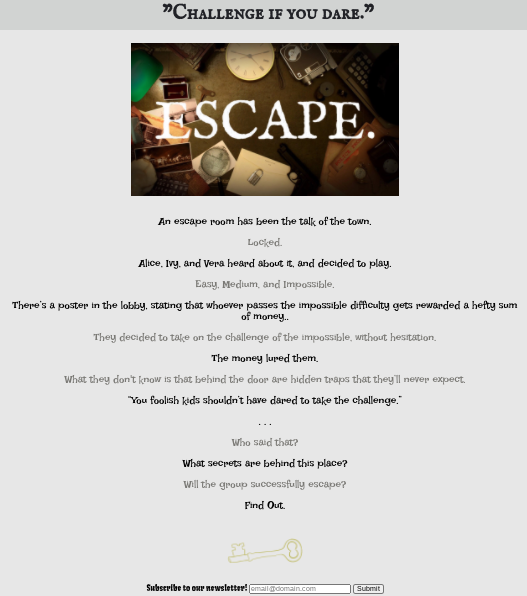 "Challenge if you dare."
ESCAPE.
An escape room has been the talk of the town.
Locked.
Alice, Ivy, and Vera heard about it, and decided to play.
Easy, Medium, and Impossible.
There's a poster in the lobby, stating that whoever passes the impossible difficulty gets rewarded a hefty sum
of money..
They decided to take on the challenge of the impossible, without hesitation.
The money lured them.
What they don't know is that behind the door are hidden traps that they'll never expect.
"You foolish kids shouldn't have dared to take the challenge."
. . .
Who said that?
What secrets are behind this place?
Will the group successfully escape?
Find Out.
Subscribe to our newsletter! email@domain.com Submit